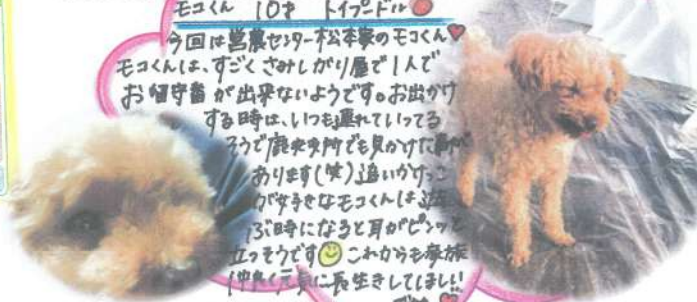 モコくん 10才 トイプードル
今回は営農センター松本家のモコくん♥
モコくんは、すごくさみしがり屋で1人で
お留守番が出来ないようです。お出かけ
する時は、いつも連れていってる
そうで鹿央支所でも見かけた事が
あります(笑)追いかけっこ
が好きなモコくんは遊
ぶ時になると耳がピンッと
立つそうです☺これからも家族
仲良く元気に長生きしてほしい
です♥